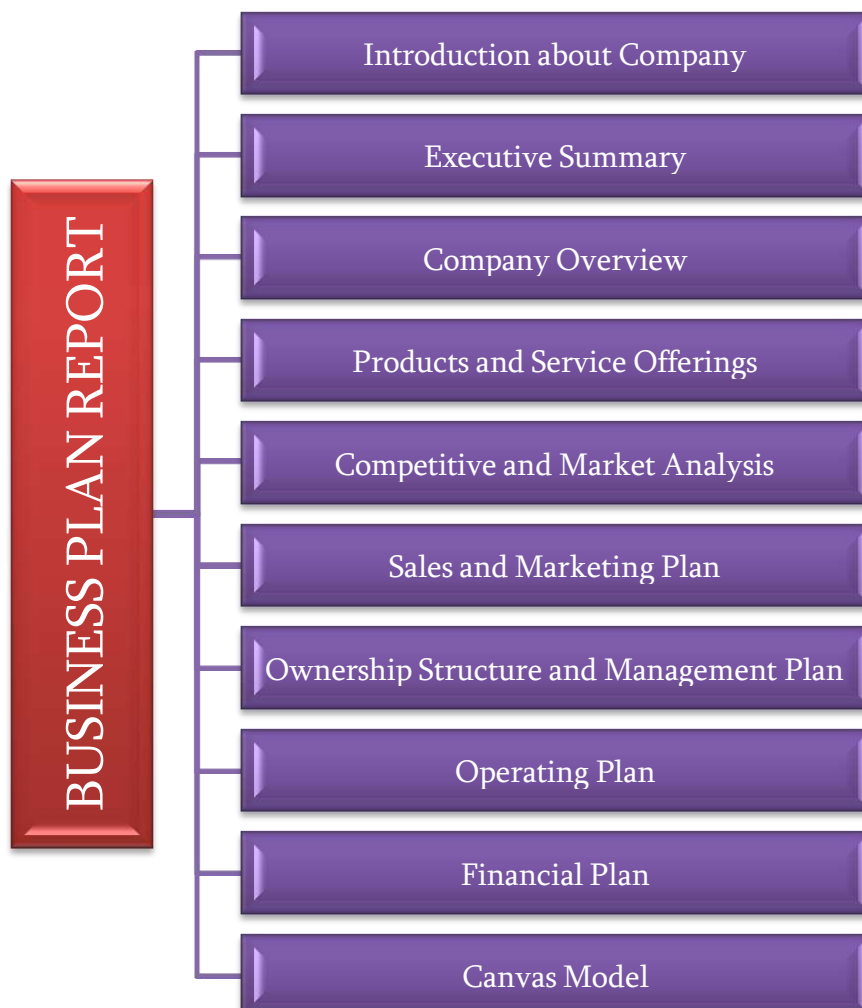 BUSINESS PLAN REPORT
Introduction about Company
Executive Summary
Company Overview
Products and Service Offerings
Competitive and Market Analysis
Sales and Marketing Plan
Ownership Structure and Management Plan
Operating Plan
Financial Plan
Canvas Model